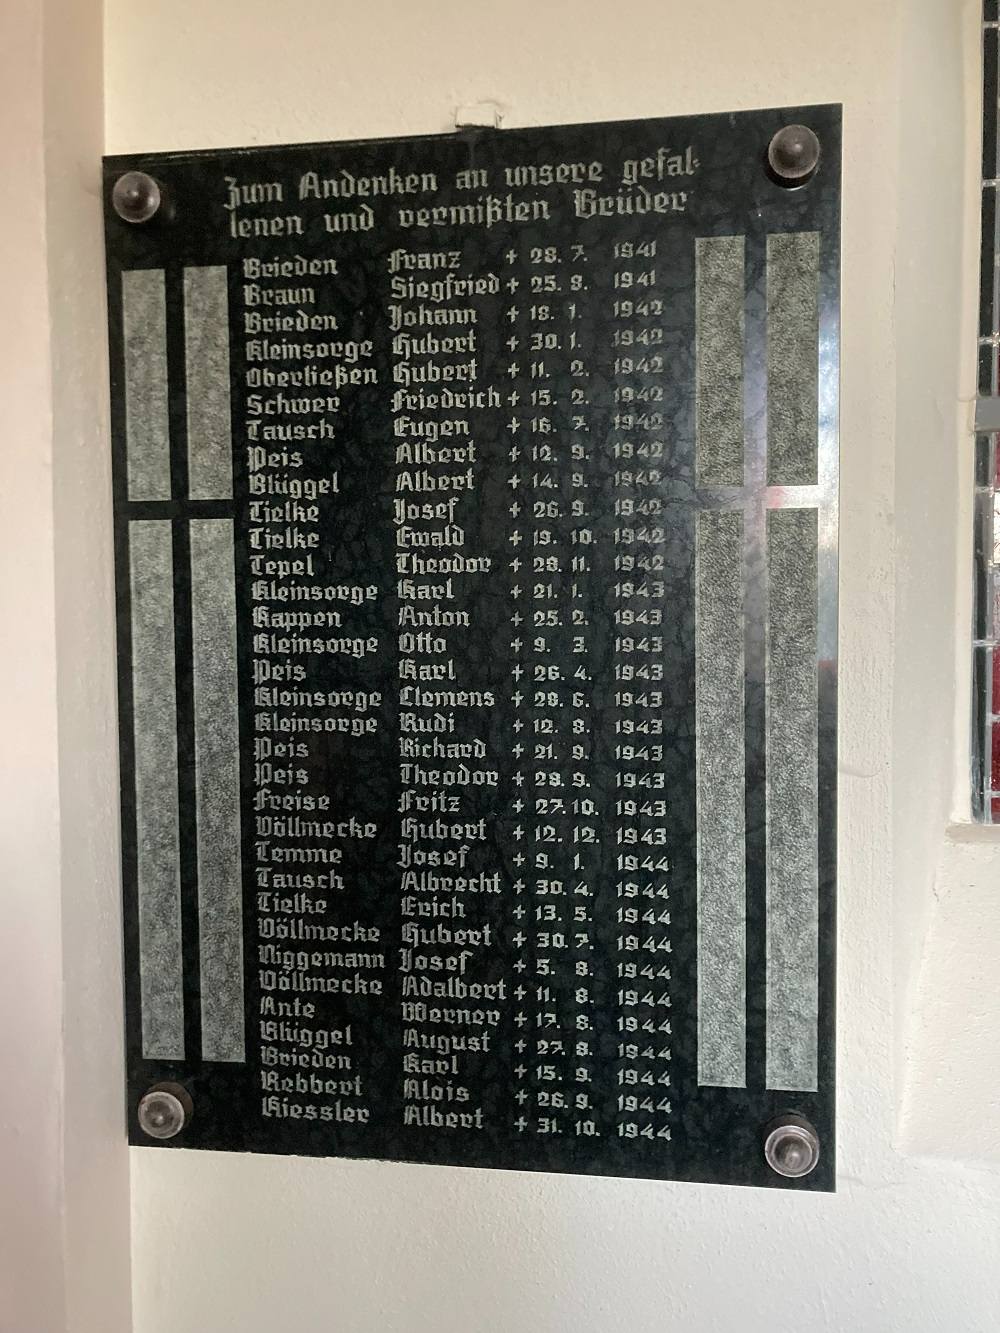 Zum Andenken an unsere gefal-
lenen und vermißten Brüder
Brieden Franz + 28. 7. 1941
Braun Siegfried + 25. 8. 1941
Brieden Johann + 18. 1. 1942
Kleinsorge Hubert + 30. 1. 1942
Oberließen Hubert + 11. 2. 1942
Schwer Friedrich + 15. 2. 1942
Tausch Eugen + 16. 7. 1942
Peis Albert + 12. 9. 1942
Blüggel Albert + 14. 9. 1942
Tielke Josef + 26. 9. 1942
Tielke Ewald + 19. 10. 1942
Tepel Theodor + 28. 11. 1942
Kleinsorge Karl + 21. 1. 1943
Kappen Anton + 25. 2. 1943
Kleinsorge Otto + 9. 3. 1943
Peis Karl + 26. 4. 1943
Kleinsorge Clemens + 28. 6. 1943
Kleinsorge Rudi + 12. 8. 1943
Peis Richard + 21. 9. 1943
Peis Theodor + 28. 9. 1943
Freise Fritz + 27. 10. 1943
Völlmecke Hubert + 12. 12. 1943
Temme Josef + 9. 1. 1944
Tausch Albrecht + 30. 4. 1944
Tielke Erich + 13. 5. 1944
Völlmecke Hubert + 30. 7. 1944
Niggemann Josef + 5. 8. 1944
Völlmecke Adalbert + 11. 8. 1944
Ante Werner + 17. 8. 1944
Blüggel August + 27. 8. 1944
Brieden Karl + 15. 9. 1944
Rebbert Alois + 26. 9. 1944
Kiessler Albert + 31. 10. 1944